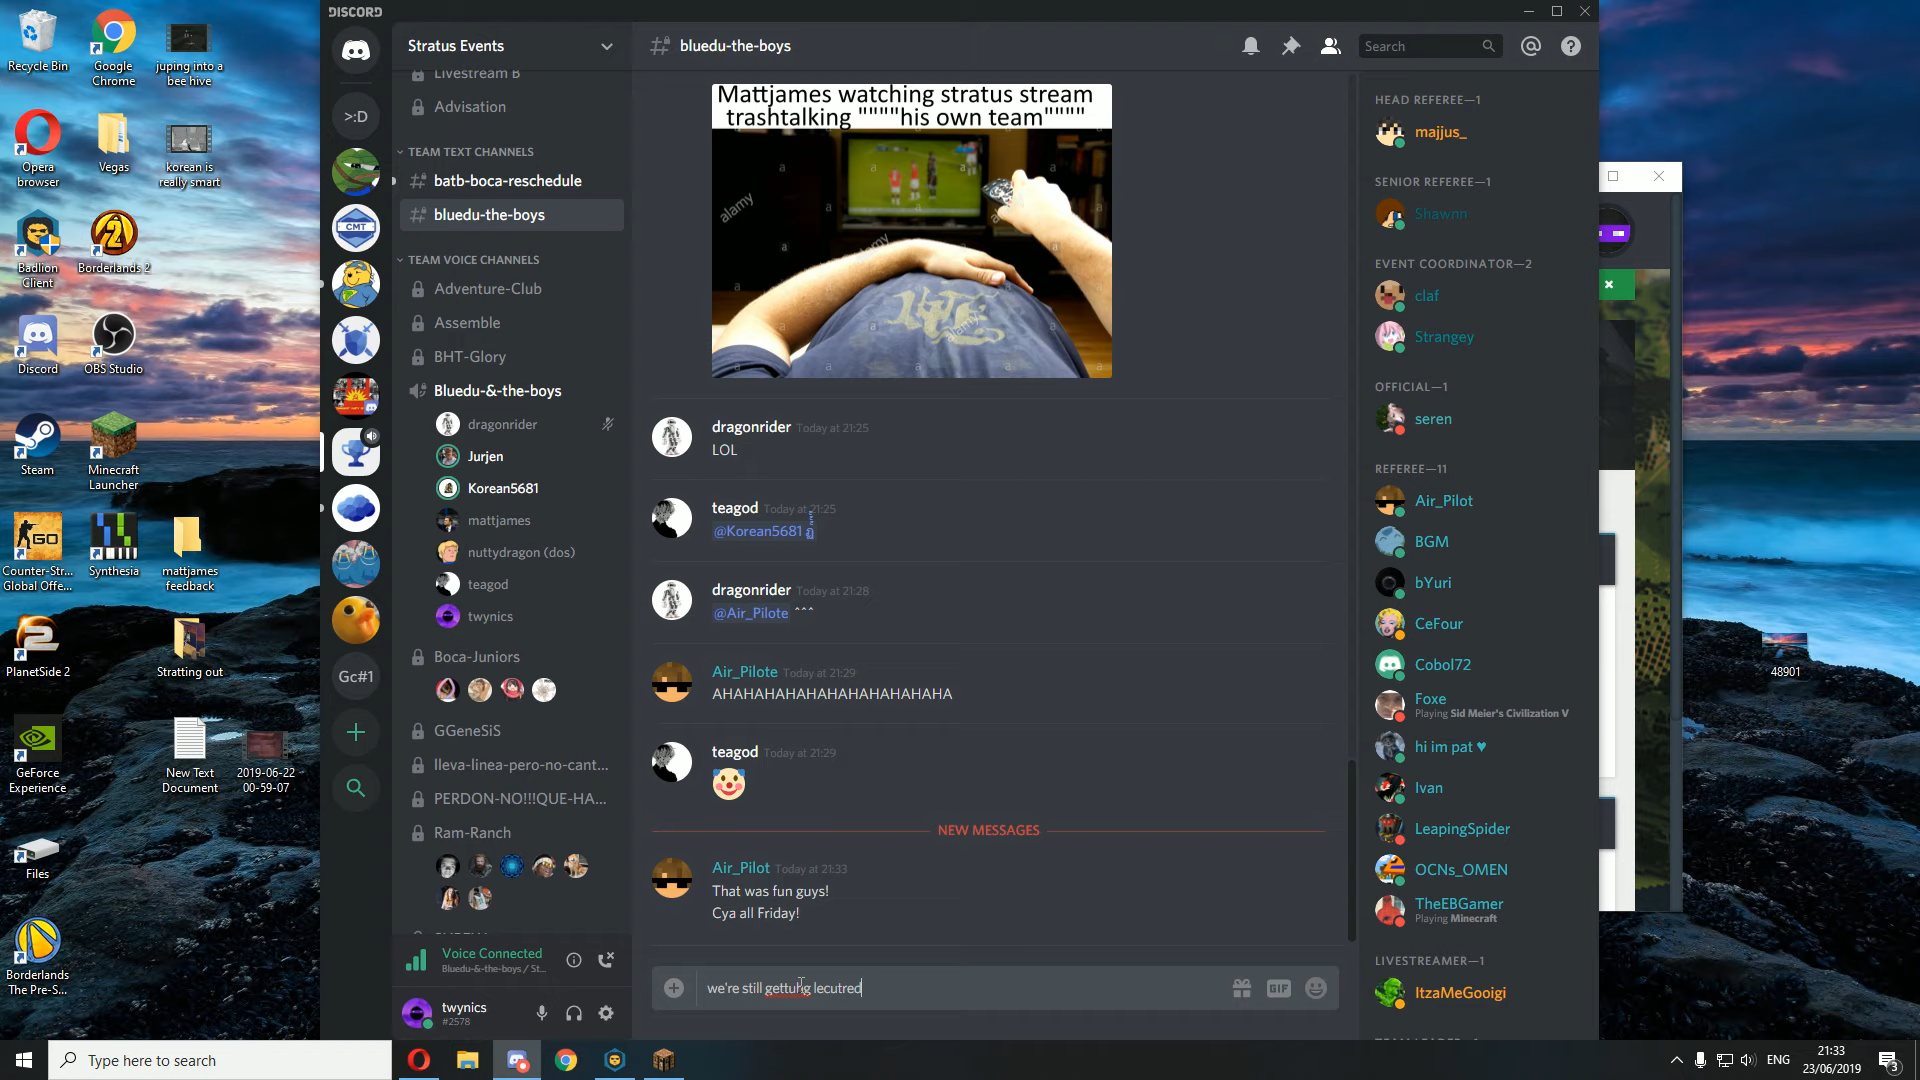 Recycle Bin
Google
Chrome
juping into a
bee hive
Opera
browser
Vegas
korean is
really smart
Badlion
Client
Borderlands 2
Discord
OBS Studio
Steam
Minecraft
Launcher
GO
Counter-Str...
Global Offe...
Synthesia
mattjames
feedback
PlanetSide 2
Stratting out
GeForce
Experience
New Text
Document
2019-06-22
00-59-07
Files
Borderlands
The Pre-S...
DISCORD
>:D
CMT
Gc#1
Stratus Events
Livestream B
Advisation
TEAM TEXT CHANNELS
batb-boca-reschedule
bluedu-the-boys
TEAM VOICE CHANNELS
Adventure-Club
Assemble
BHT-Glory
Bluedu-&-the-boys
dragonrider
Jurjen
Korean5681
mattjames
nuttydragon (dos)
teagod
twynics
Boca-Juniors
GGeneSiS
lleva-linea-pero-no-cant...
PERDON-NO!!!QUE-HA...
Ram-Ranch
Voice Connected
Bluedu-&-the-boys / St...
twynics
#2578
bluedu-the-boys
Search
Mattjames watching stratus stream
trashtalking """"his own team""""
alamy
dragonrider Today at 21:25
LOL
teagod Today at 21:25
@Korean5681
dragonrider Today at 21:28
@Air_Pilote ^^^
Air_Pilote Today at 21:29
AHAHAHAHAHAHAHAHAHAHA
teagod Today at 21:29
NEW MESSAGES
Air_Pilot Today at 21:33
That was fun guys!
Cya all Friday!
we're still gettung lecutred
GIF
HEAD REFEREE—1
majjus_
SENIOR REFEREE—1
Shawnn
EVENT COORDINATOR—2
claf
Strangey
OFFICIAL—1
seren
REFEREE—11
Air_Pilot
BGM
bYuri
CeFour
Cobol72
Foxe
Playing Sid Meier's Civilization V
hi im pat ♥
Ivan
LeapingSpider
OCNs_OMEN
TheEBGamer
Playing Minecraft
LIVESTREAMER—1
ItzaMeGooigi
48901
Type here to search
ENG
21:33
23/06/2019
3